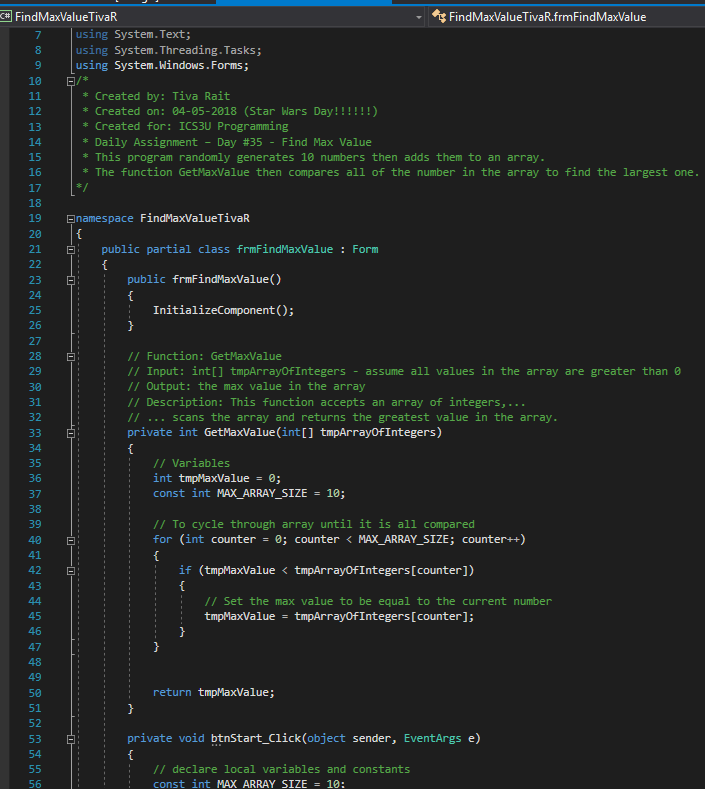 FindMaxValueTivaR FindMaxValueTivaR.frmFindMaxValue
7 using System.Text;
8 using System.Threading.Tasks;
9 using System.Windows.Forms;
10 /*
11 * Created by: Tiva Rait
12 * Created on: 04-05-2018 (Star Wars Day!!!!!!)
13 * Created for: ICS3U Programming
14 * Daily Assignment – Day #35 - Find Max Value
15 * This program randomly generates 10 numbers then adds them to an array.
16 * The function GetMaxValue then compares all of the number in the array to find the largest one.
17 */
18
19 namespace FindMaxValueTivaR
20 {
21 public partial class frmFindMaxValue : Form
22 {
23 public frmFindMaxValue()
24 {
25 InitializeComponent();
26 }
27
28 // Function: GetMaxValue
29 // Input: int[] tmpArrayOfIntegers - assume all values in the array are greater than 0
30 // Output: the max value in the array
31 // Description: This function accepts an array of integers,...
32 // ... scans the array and returns the greatest value in the array.
33 private int GetMaxValue(int[] tmpArrayOfIntegers)
34 {
35 // Variables
36 int tmpMaxValue = 0;
37 const int MAX_ARRAY_SIZE = 10;
38
39 // To cycle through array until it is all compared
40 for (int counter = 0; counter < MAX_ARRAY_SIZE; counter++)
41 {
42 if (tmpMaxValue < tmpArrayOfIntegers[counter])
43 {
44 // Set the max value to be equal to the current number
45 tmpMaxValue = tmpArrayOfIntegers[counter];
46 }
47 }
48
49
50 return tmpMaxValue;
51 }
52
53 private void btnStart_Click(object sender, EventArgs e)
54 {
55 // declare local variables and constants
56 const int MAX_ARRAY_SIZE = 10;